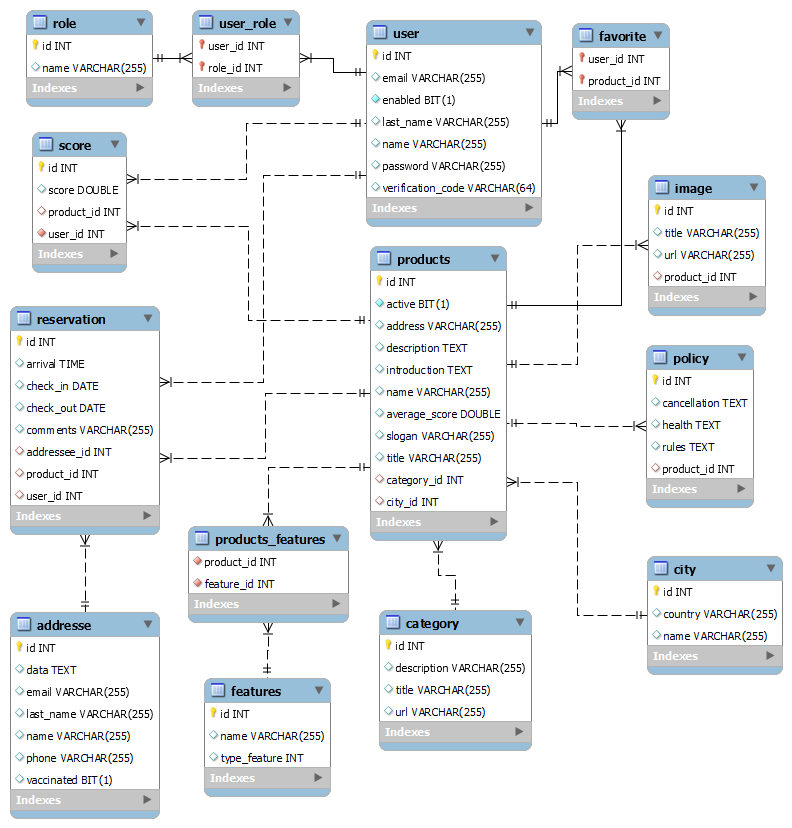 role
id INT
name VARCHAR(255)
Indexes
user_role
user_id INT
role_id INT
Indexes
user
id INT
email VARCHAR(255)
enabled BIT(1)
last_name VARCHAR(255)
name VARCHAR(255)
password VARCHAR(255)
verification_code VARCHAR(64)
Indexes
favorite
user_id INT
product_id INT
Indexes
score
id INT
score DOUBLE
product_id INT
user_id INT
Indexes
image
id INT
title VARCHAR(255)
url VARCHAR(255)
product_id INT
Indexes
products
id INT
active BIT(1)
address VARCHAR(255)
description TEXT
introduction TEXT
name VARCHAR(255)
average_score DOUBLE
slogan VARCHAR(255)
title VARCHAR(255)
category_id INT
city_id INT
Indexes
reservation
id INT
arrival TIME
check_in DATE
check_out DATE
comments VARCHAR(255)
addressee_id INT
product_id INT
user_id INT
Indexes
policy
id INT
cancellation TEXT
health TEXT
rules TEXT
product_id INT
Indexes
products_features
product_id INT
feature_id INT
Indexes
city
id INT
country VARCHAR(255)
name VARCHAR(255)
Indexes
addresse
id INT
data TEXT
email VARCHAR(255)
last_name VARCHAR(255)
name VARCHAR(255)
phone VARCHAR(255)
vaccinated BIT(1)
Indexes
category
id INT
description VARCHAR(255)
title VARCHAR(255)
url VARCHAR(255)
Indexes
features
id INT
name VARCHAR(255)
type_feature INT
Indexes